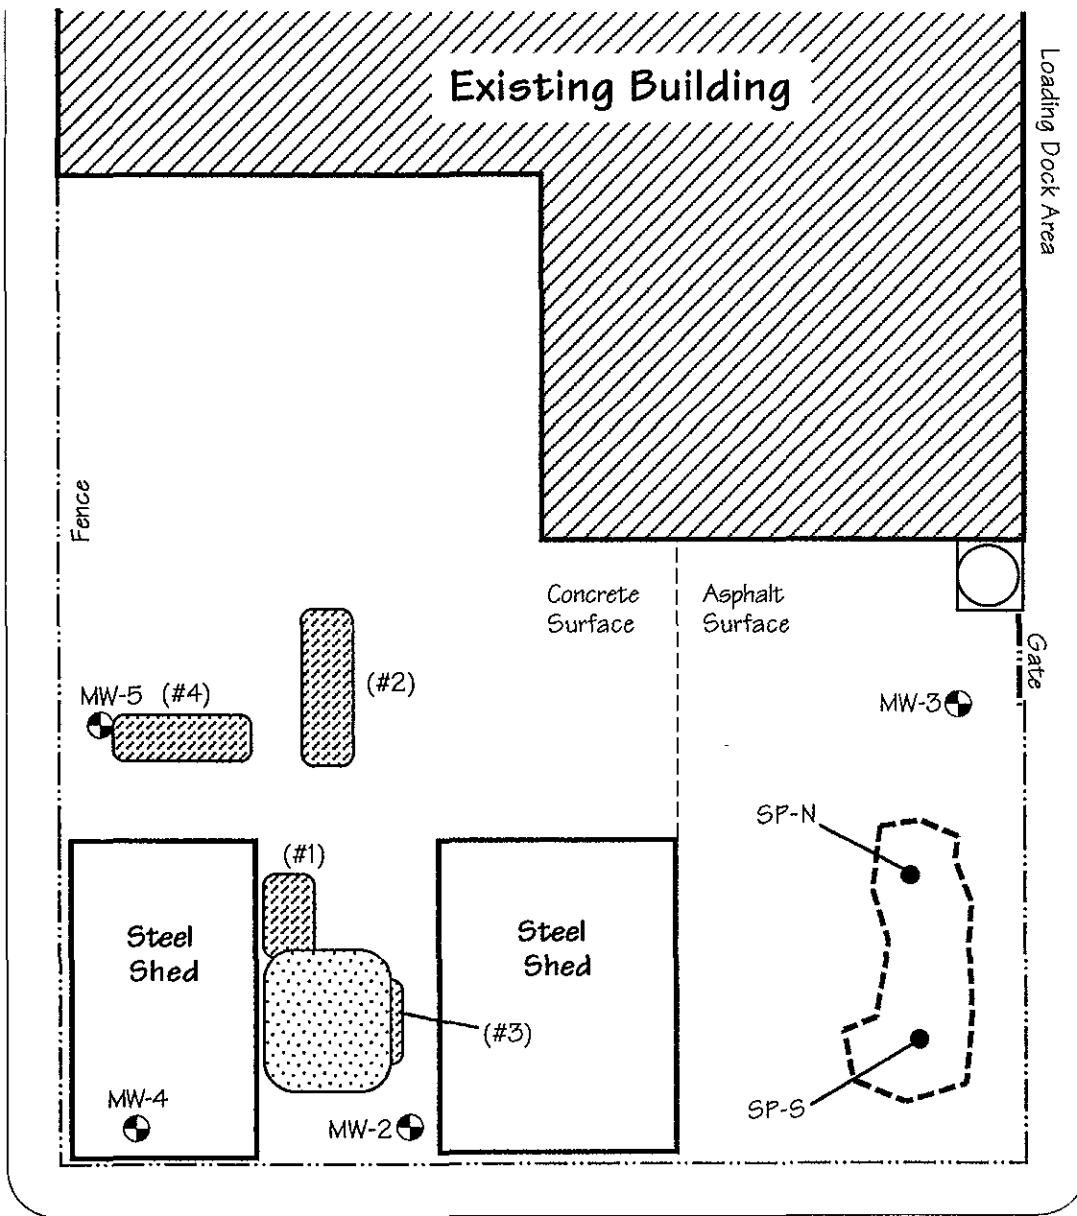 Existing Building
Loading Dock Area
Fence
Concrete
Surface
Asphalt
Surface
Gate
MW-5
(#4)
(#2)
MW-3
SP-N
(#1)
Steel
Shed
Steel
Shed
(#3)
MW-4
MW-2
SP-S